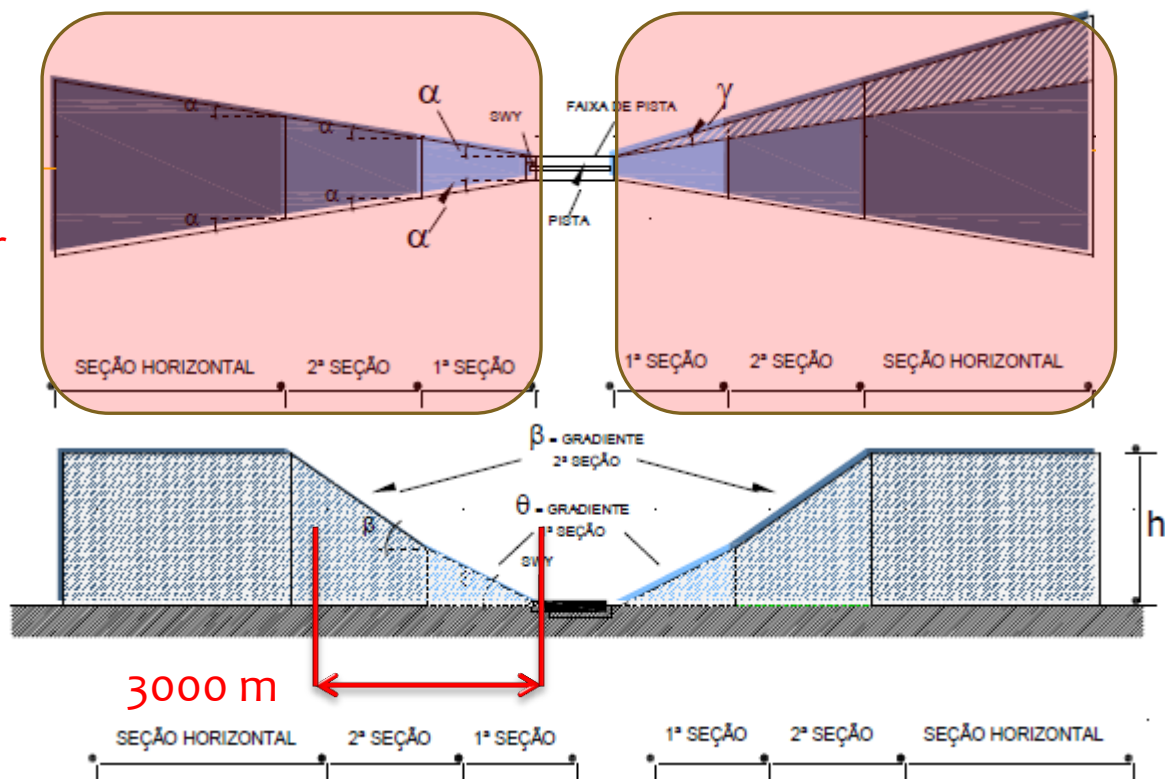 α
α
α
SWY
FAIXA DE PISTA
γ
α
α
α
PISTA
SEÇÃO HORIZONTAL
2ª SEÇÃO
1ª SEÇÃO
1ª SEÇÃO
2ª SEÇÃO
SEÇÃO HORIZONTAL
β = GRADIENTE
2ª SEÇÃO
θ = GRADIENTE
ª SEÇÃO
β
SWY
h
3000 m
SEÇÃO HORIZONTAL
2ª SEÇÃO
1ª SEÇÃO
1ª SEÇÃO
2ª SEÇÃO
SEÇÃO HORIZONTAL